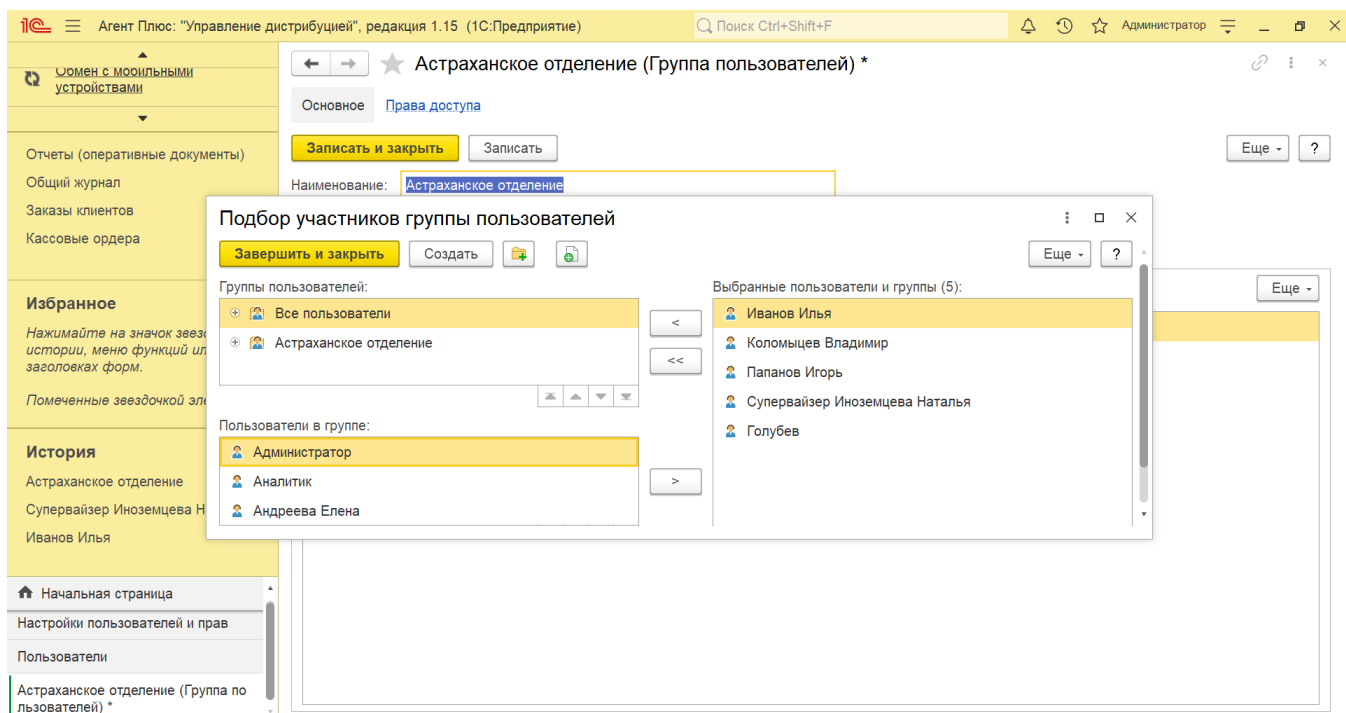 Агент Плюс: "Управление дистрибуцией", редакция 1.15 (1С:Предприятие)
Поиск Ctrl+Shift+F
Администратор
Обмен с мобильными
устройствами
Отчеты (оперативные документы)
Общий журнал
Заказы клиентов
Кассовые ордера
Избранное
Нажимайте на значок звезд
истории, меню функций ил
заголовках форм.
Помеченные звездочкой эле
История
Астраханское отделение
Супервайзер Иноземцева Н
Иванов Илья
Начальная страница
Настройки пользователей и прав
Пользователи
Астраханское отделение (Группа по
льзователей) *
Астраханское отделение (Группа пользователей) *
Основное Права доступа
Записать и закрыть Записать Еще ?
Наименование: Астраханское отделение
Еще
Подбор участников группы пользователей
Завершить и закрыть Создать Еще ?
Группы пользователей:
Все пользователи
Астраханское отделение
<
<<
Пользователи в группе:
Администратор
Аналитик
Андреева Елена
>
Выбранные пользователи и группы (5):
Иванов Илья
Коломыцев Владимир
Папанов Игорь
Супервайзер Иноземцева Наталья
Голубев